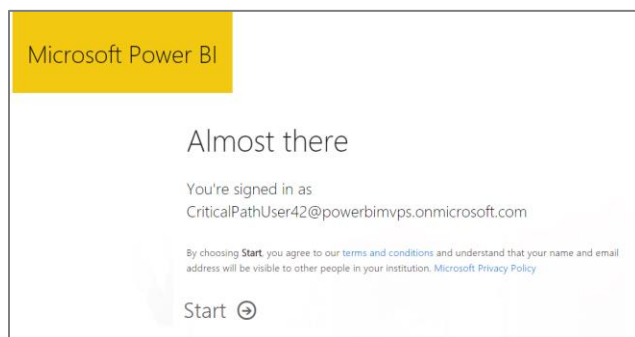 Microsoft Power BI
Almost there
You're signed in as
CriticalPathUser42@powerbimvps.onmicrosoft.com
By choosing Start, you agree to our terms and conditions and understand that your name and email
address will be visible to other people in your institution. Microsoft Privacy Policy
Start